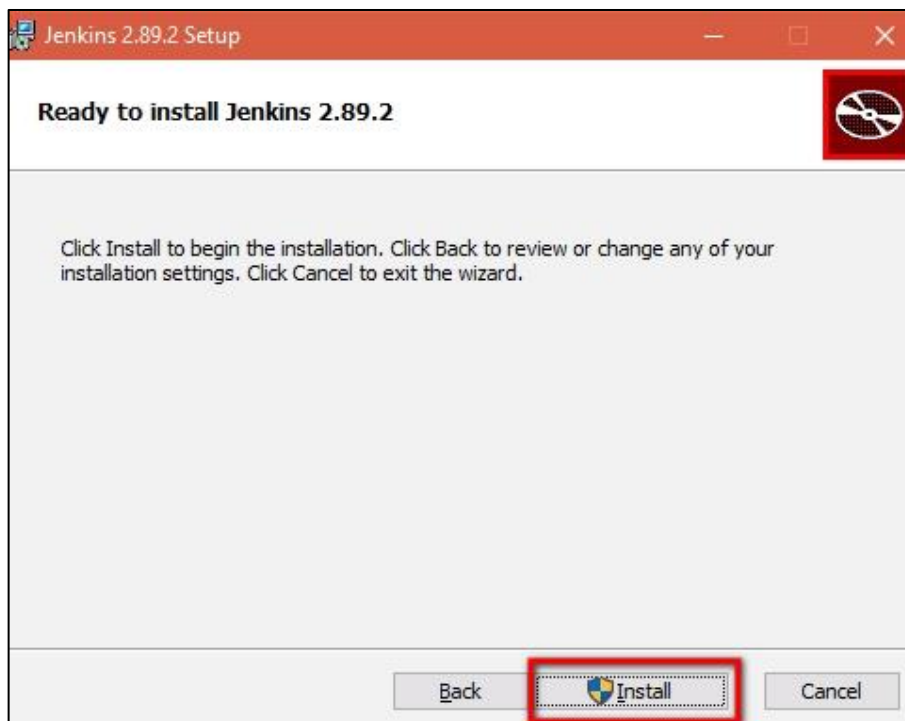 Jenkins 2.89.2 Setup
Ready to install Jenkins 2.89.2
Click Install to begin the installation. Click Back to review or change any of your
installation settings. Click Cancel to exit the wizard.
Back Install Cancel